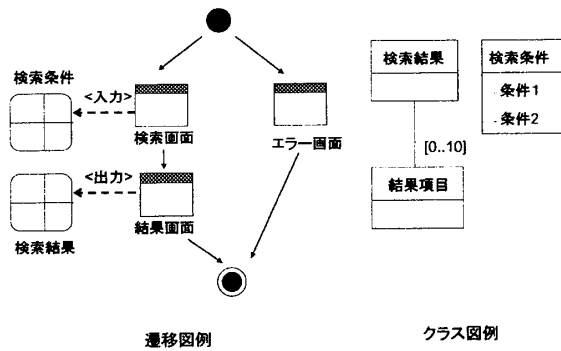 検索条件
<入力>
検索画面
エラー画面
<出力>
結果画面
検索結果
遷移図例
検索結果
検索条件
条件1
条件2
[0..10]
結果項目
クラス図例